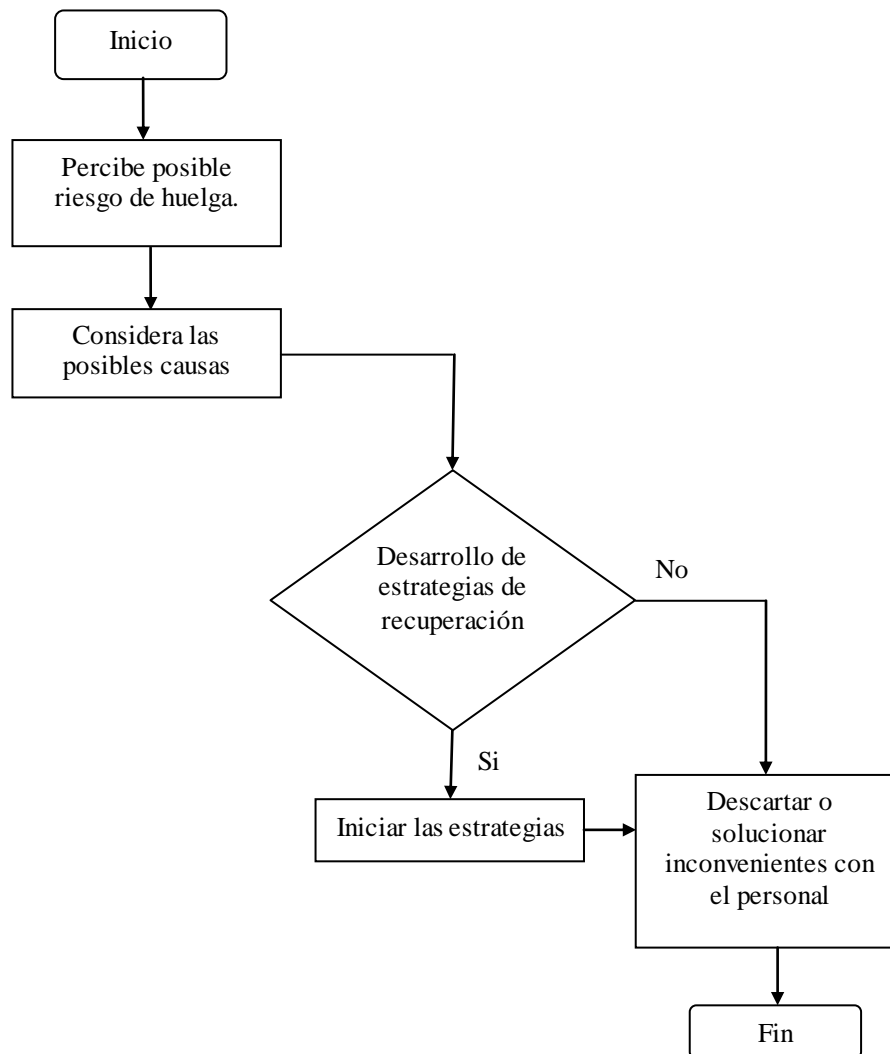 Inicio
Percibe posible
riesgo de huelga.
Considera las
posibles causas
Desarrollo de
estrategias de
recuperación
No
Si
Iniciar las estrategias
Descartar o
solucionar
inconvenientes con
el personal
Fin